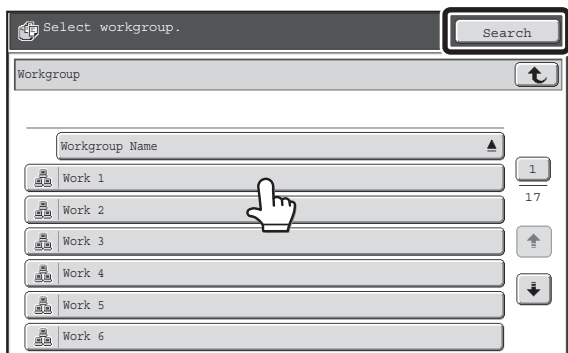 Select workgroup.
Search
Workgroup
Workgroup Name
Work 1
Work 2
Work 3
Work 4
Work 5
Work 6
1
17